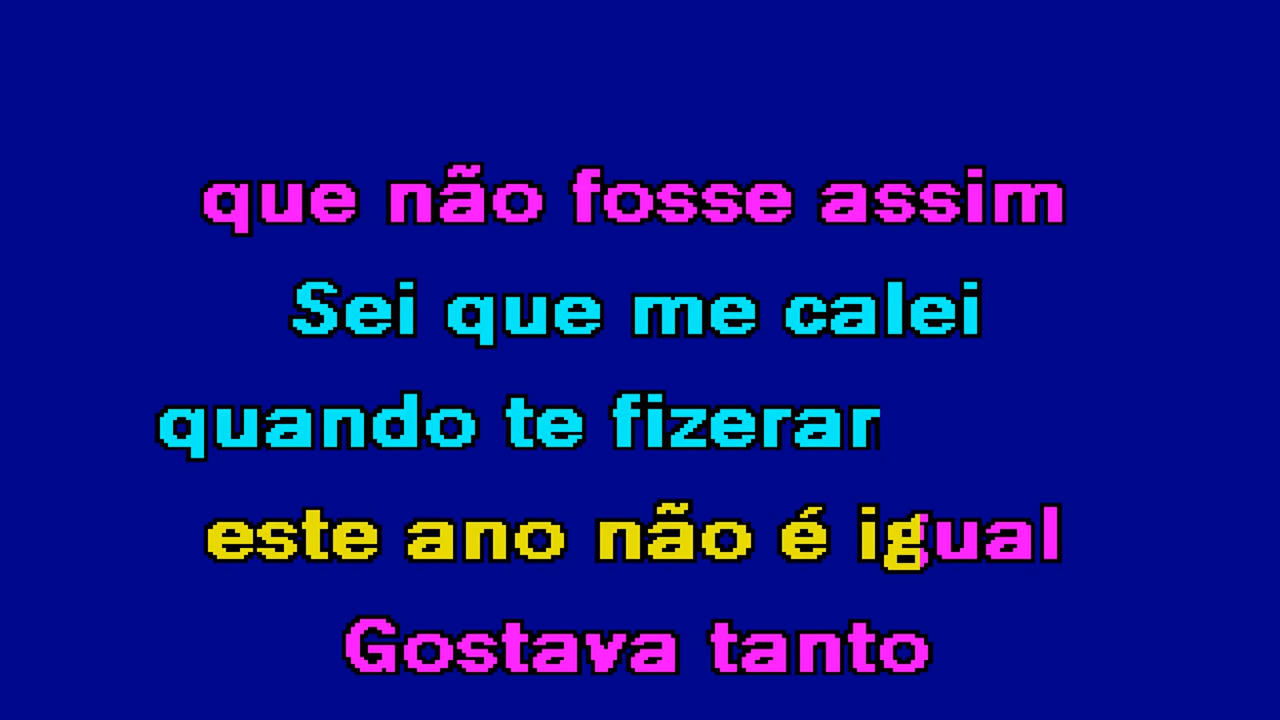 que não fosse assim
Sei que me calei
quando te fizerar
este ano não é igual
Gostava tanto